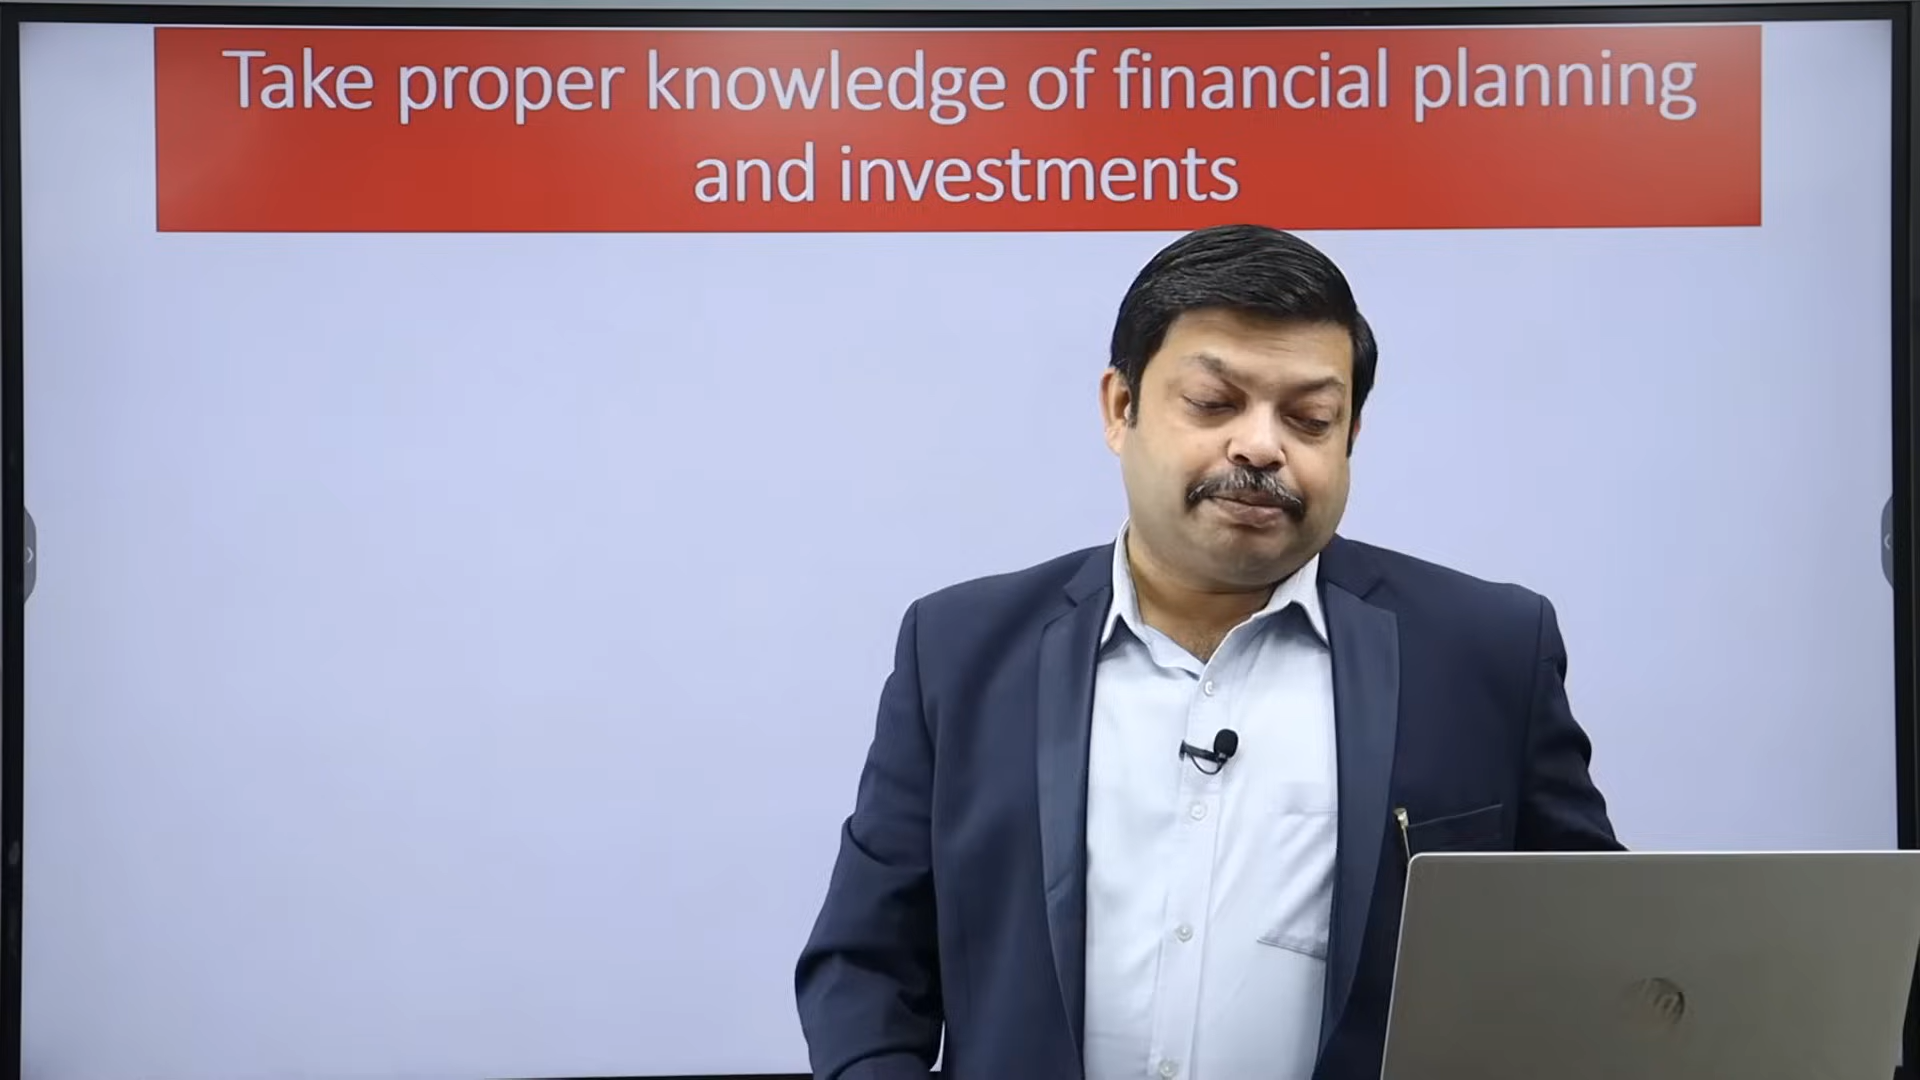 Take proper knowledge of financial planning
and investments